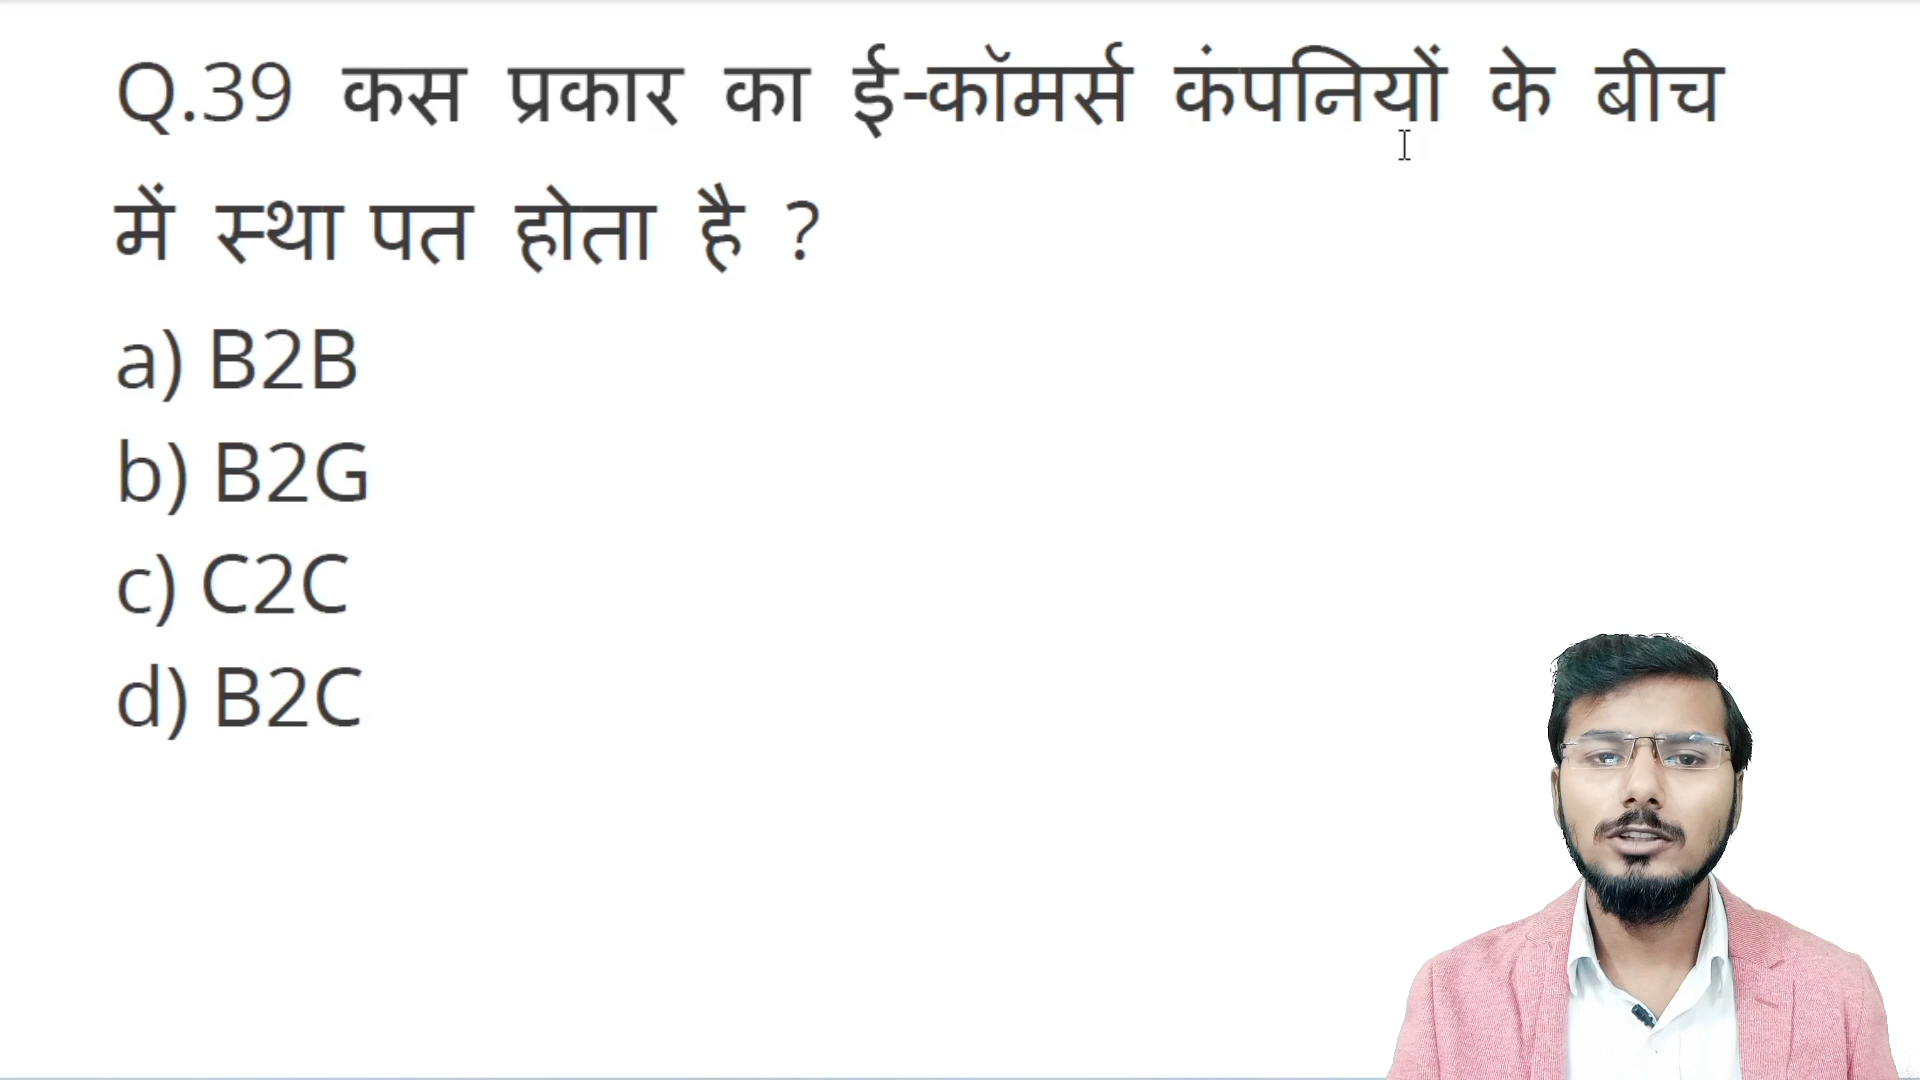 Q.39 कस प्रकार का ई-कॉमर्स कंपनियों के बीच
में स्था पत होता है ?
a) B2B
b) B2G
c) C2C
d) B2C